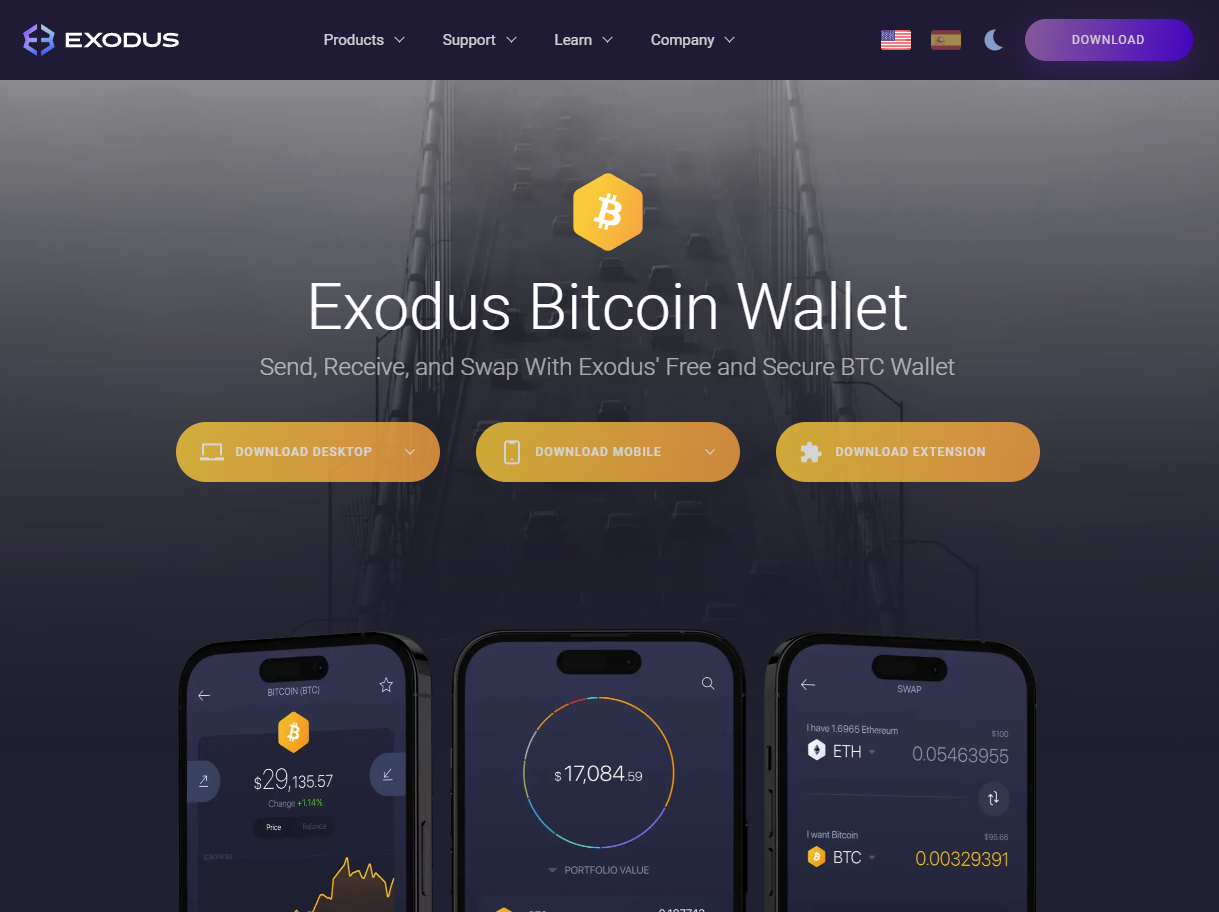 EXODUS
Products
Support
Learn
Company
DOWNLOAD
Exodus Bitcoin Wallet
Send, Receive, and Swap With Exodus' Free and Secure BTC Wallet
DOWNLOAD DESKTOP
DOWNLOAD MOBILE
DOWNLOAD EXTENSION
BITCOIN (BTC)
$29,135.57
Change +1.14%
Price
Balance
$17,084.59
PORTFOLIO VALUE
SWAP
I have 1.6965 Ethereum
$100
ETH
0.05463955
I want Bitcoin
$95.66
BTC
0.00329391